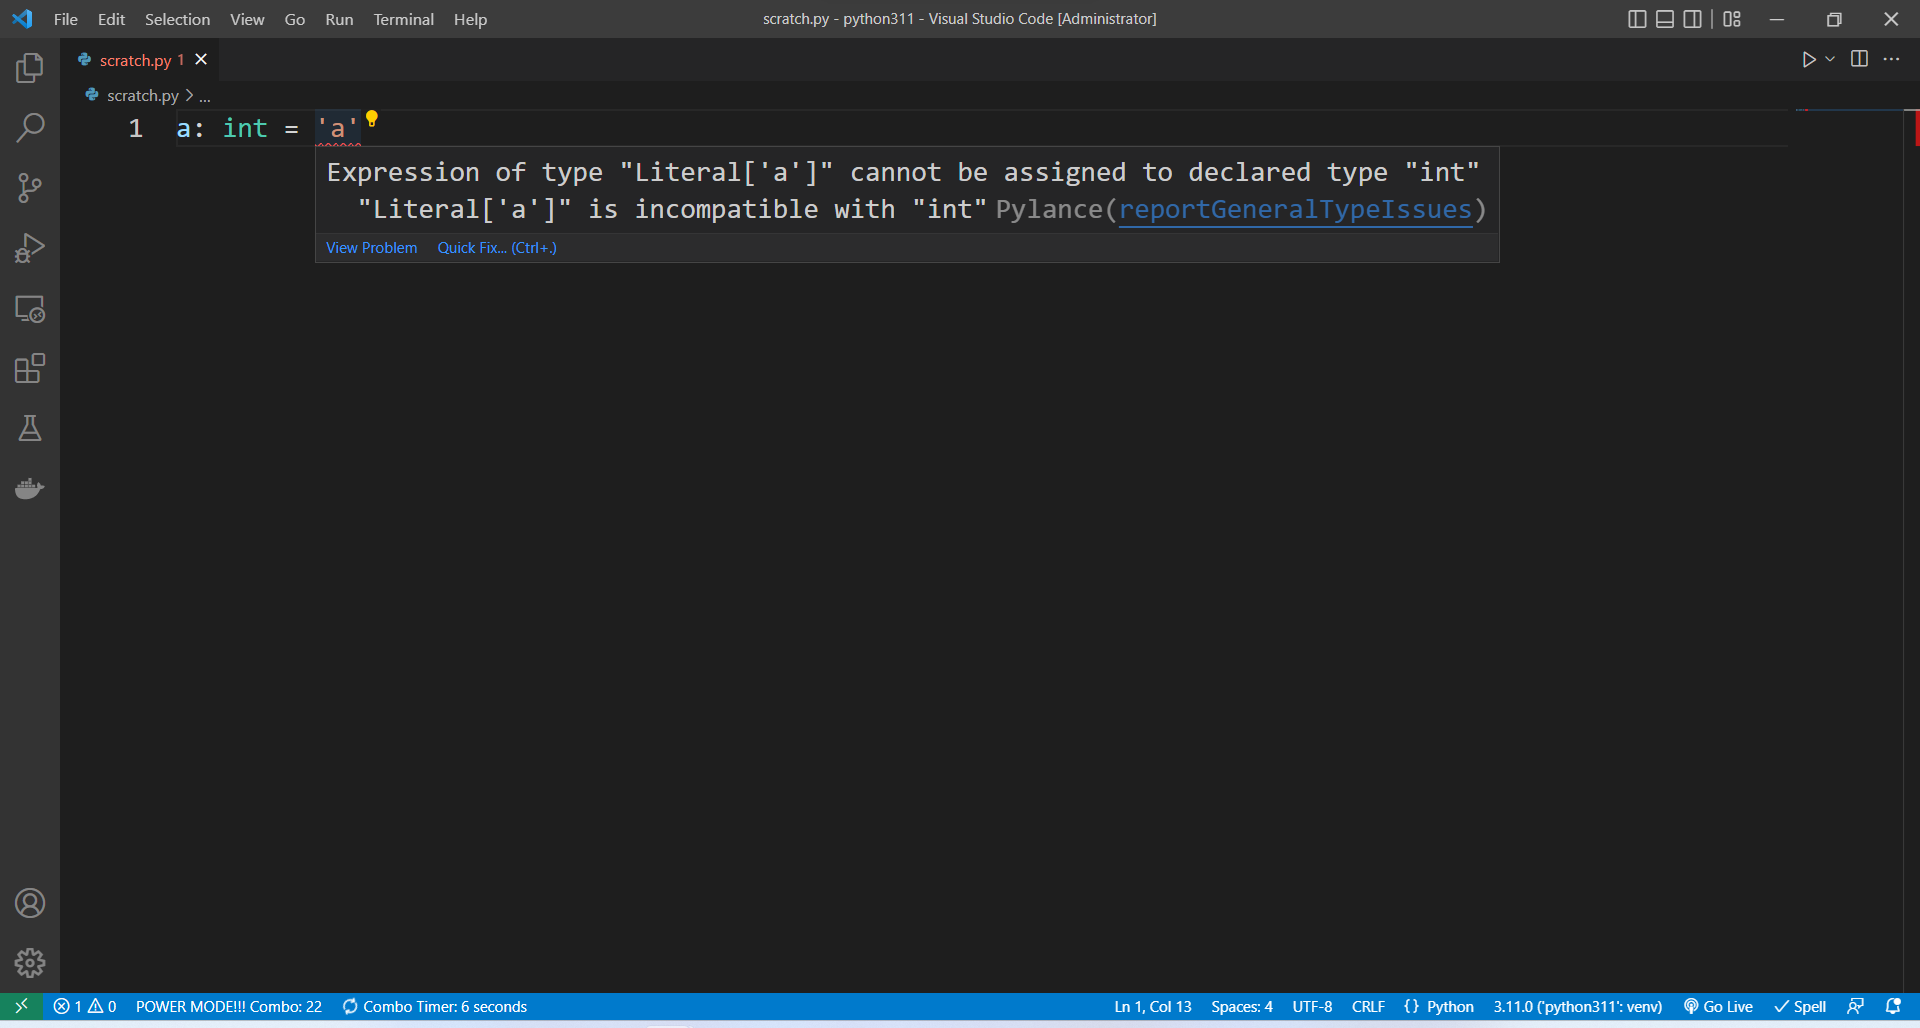 File Edit Selection View Go Run Terminal Help
scratch.py - python311 - Visual Studio Code [Administrator]
scratch.py 1
scratch.py > ...
1 a: int = 'a'
Expression of type "Literal['a']" cannot be assigned to declared type "int"
"Literal['a']" is incompatible with "int" Pylance(reportGeneralTypeIssues)
View Problem Quick Fix... (Ctrl+.)
1 0 POWER MODE!!! Combo: 22 Combo Timer: 6 seconds
Ln 1, Col 13 Spaces: 4 UTF-8 CRLF {} Python 3.11.0 ('python311': venv) Go Live Spell